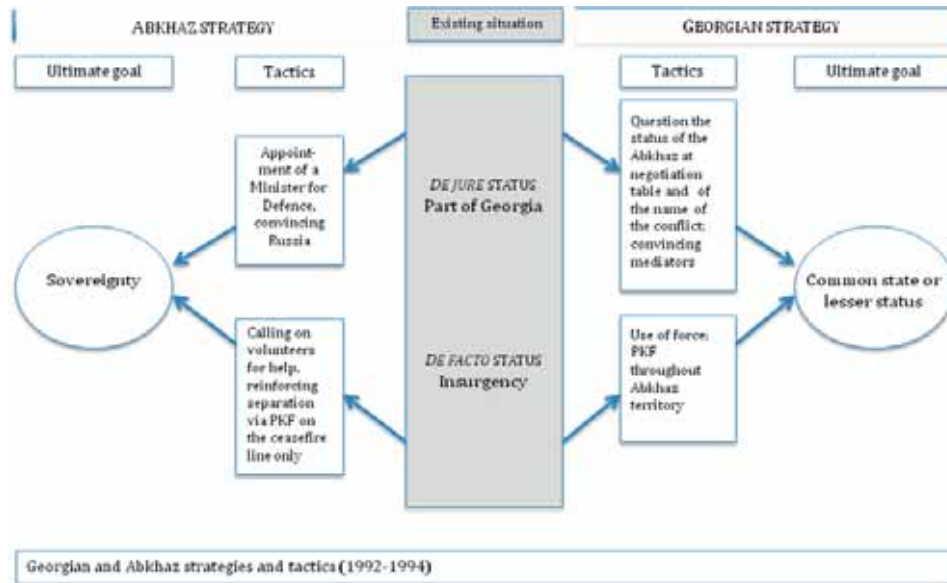 ABKHAZ STRATEGY
Existing situation
GEORGIAN STRATEGY
Ultimate goal
Tactics
Tactics
Ultimate goal
Appoint-
ment of a
Minister for
Defence,
convincing
Russia
Sovereignty
Calling on
volunteers
for help,
reinforcing
separation
via PKF on
the ceasefire
line only
DE JURE STATUS
Part of Georgia
DE FACTO STATUS
Insurgency
Question the
status of the
Abkhaz at
negotiation
table and of
the name of
the conflict;
convincing
mediators
Use of force;
PKF
throughout
Abkhaz
territory
Common state or
lesser status
Georgian and Abkhaz strategies and tactics (1992-1994)